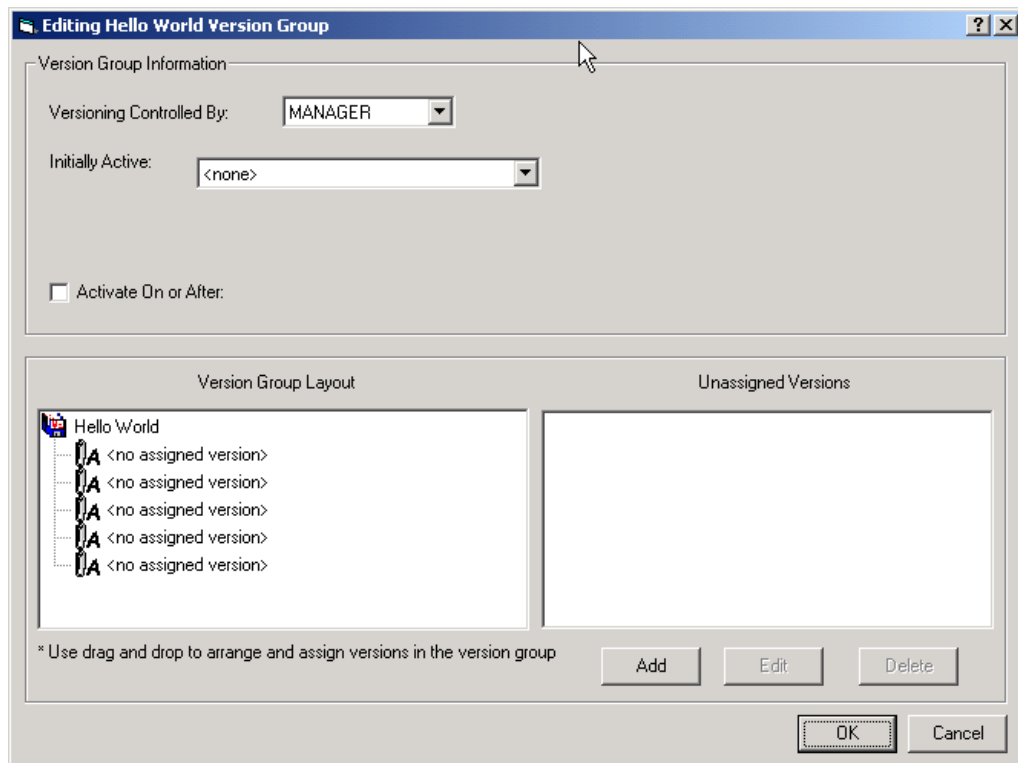 Editing Hello World Version Group
Version Group Information
Versioning Controlled By: MANAGER
Initially Active: <none>
Activate On or After:
Version Group Layout Unassigned Versions
Hello World
A <no assigned version>
A <no assigned version>
A <no assigned version>
A <no assigned version>
A <no assigned version>
* Use drag and drop to arrange and assign versions in the version group
Add Edit Delete
OK Cancel